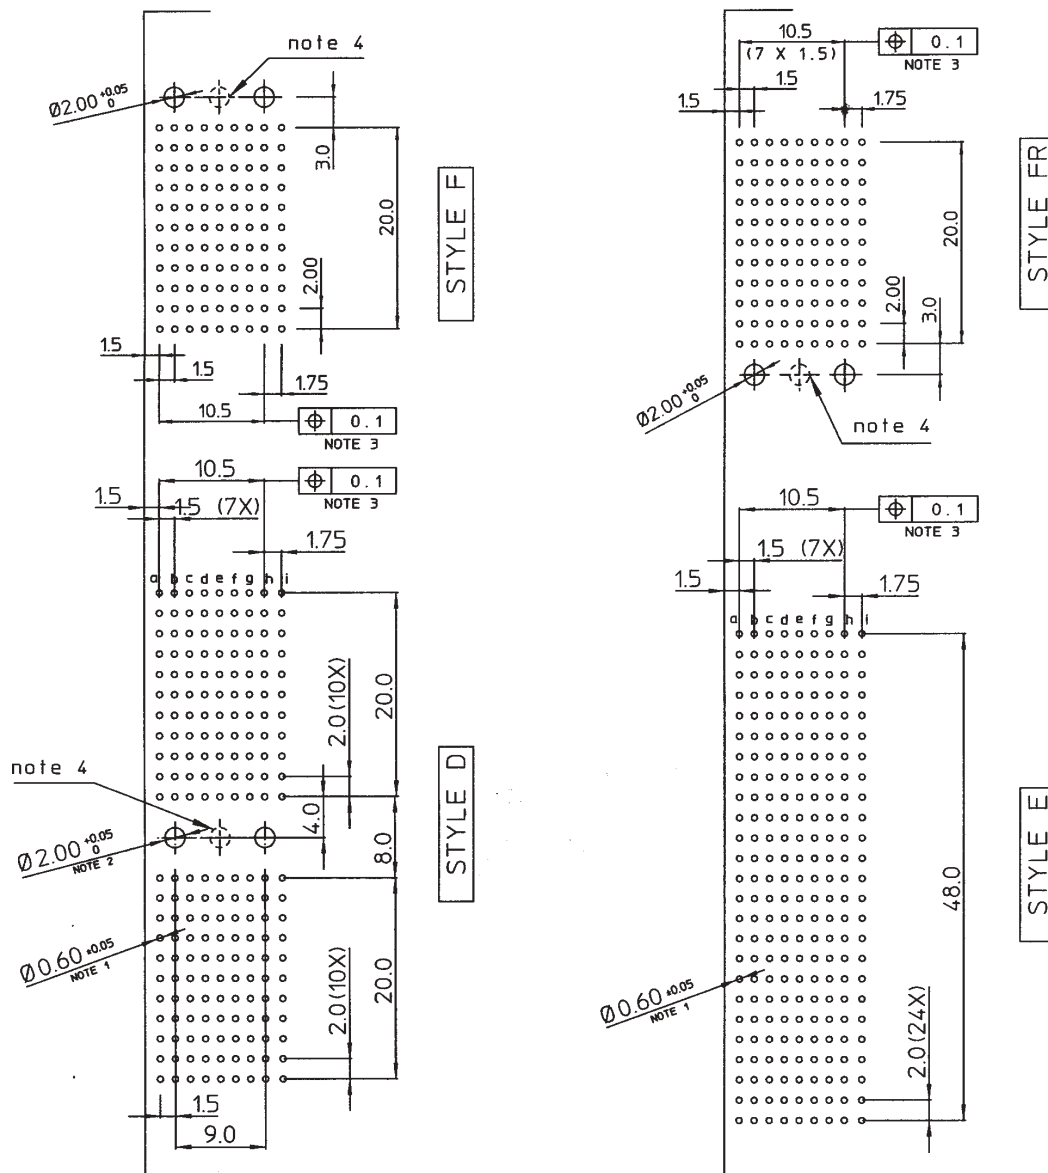 note 4
Ø2.00 +0.05 0
3.0
20.0
STYLE F
2.00
1.5
1.5
1.75
10.5
0.1
NOTE 3
10.5
0.1
NOTE 3
1.5
1.5 (7X)
1.75
a b c d e f g h i
2.0 (10X)
20.0
note 4
4.0
8.0
STYLE D
Ø2.00 +0.05 0
NOTE 2
Ø0.60 ±0.05
NOTE 1
2.0 (10X)
20.0
1.5
9.0
10.5
(7 X 1.5)
0.1
NOTE 3
1.5
1.5
1.75
STYLE FR
20.0
2.00
3.0
Ø2.00 +0.05 0
note 4
10.5
0.1
NOTE 3
1.5 (7X)
1.5
1.75
a b c d e f g h i
48.0
STYLE E
Ø0.60 ±0.05
NOTE 1
2.0 (24X)